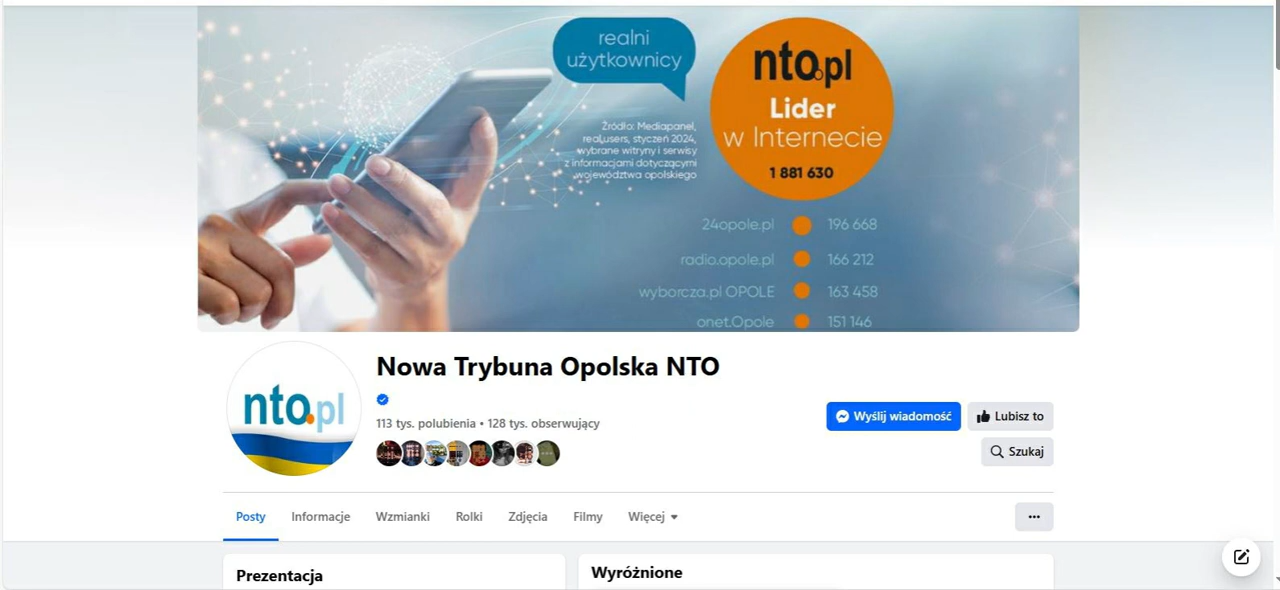 realni
użytkownicy
nto.pl
Lider
w Internecie
1 881 630
Źródło: Mediapanel,
real users, styczeń 2024,
wybrane witryny i serwisy
z informacjami dotyczącymi
województwa opolskiego
24opole.pl 196 668
radio.opole.pl 166 212
wyborcza.pl OPOLE 163 458
onet.Opole 151 146
nto.pl
Nowa Trybuna Opolska NTO
113 tys. polubienia • 128 tys. obserwujący
Wyślij wiadomość
Lubisz to
Szukaj
Posty Informacje Wzmianki Rolki Zdjęcia Filmy Więcej
Prezentacja
Wyróżnione